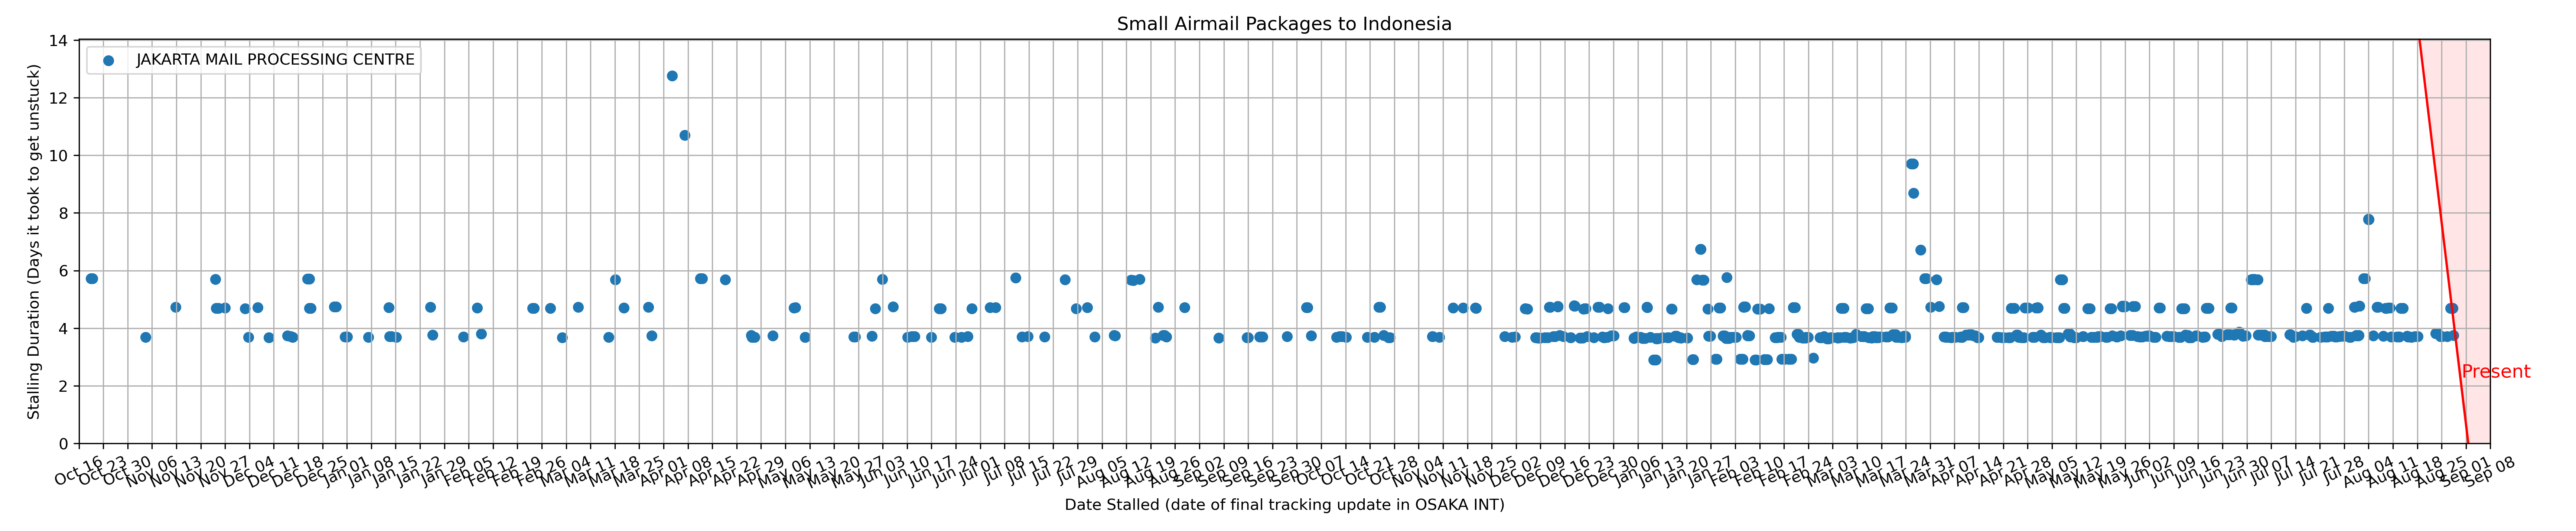 Small Airmail Packages to Indonesia
JAKARTA MAIL PROCESSING CENTRE
Stalling Duration (Days it took to get unstuck)
14
12
10
8
6
4
2
0
Present
Oct 16 Oct 23 Oct 30 Nov 06 Nov 13 Nov 20 Nov 27 Dec 04 Dec 11 Dec 18 Dec 25 Jan 01 Jan 08 Jan 15 Jan 22 Jan 29 Feb 05 Feb 12 Feb 19 Feb 26 Mar 04 Mar 11 Mar 18 Mar 25 Apr 01 Apr 08 Apr 15 Apr 22 Apr 29 May 06 May 13 May 20 May 27 Jun 03 Jun 10 Jun 17 Jun 24 Jul 01 Jul 08 Jul 15 Jul 22 Jul 29 Aug 05 Aug 12 Aug 19 Aug 26 Sep 02 Sep 09 Sep 16 Sep 23 Sep 30 Oct 07 Oct 14 Oct 21 Oct 28 Nov 04 Nov 11 Nov 18 Nov 25 Dec 02 Dec 09 Dec 16 Dec 23 Dec 30 Jan 06 Jan 13 Jan 20 Jan 27 Feb 03 Feb 10 Feb 17 Feb 24 Mar 03 Mar 10 Mar 17 Mar 24 Mar 31 Apr 07 Apr 14 Apr 21 Apr 28 May 05 May 12 May 19 May 26 Jun 02 Jun 09 Jun 16 Jun 23 Jun 30 Jul 07 Jul 14 Jul 21 Jul 28 Aug 04 Aug 11 Aug 18 Aug 25 Sep 01 Sep 08
Date Stalled (date of final tracking update in OSAKA INT)